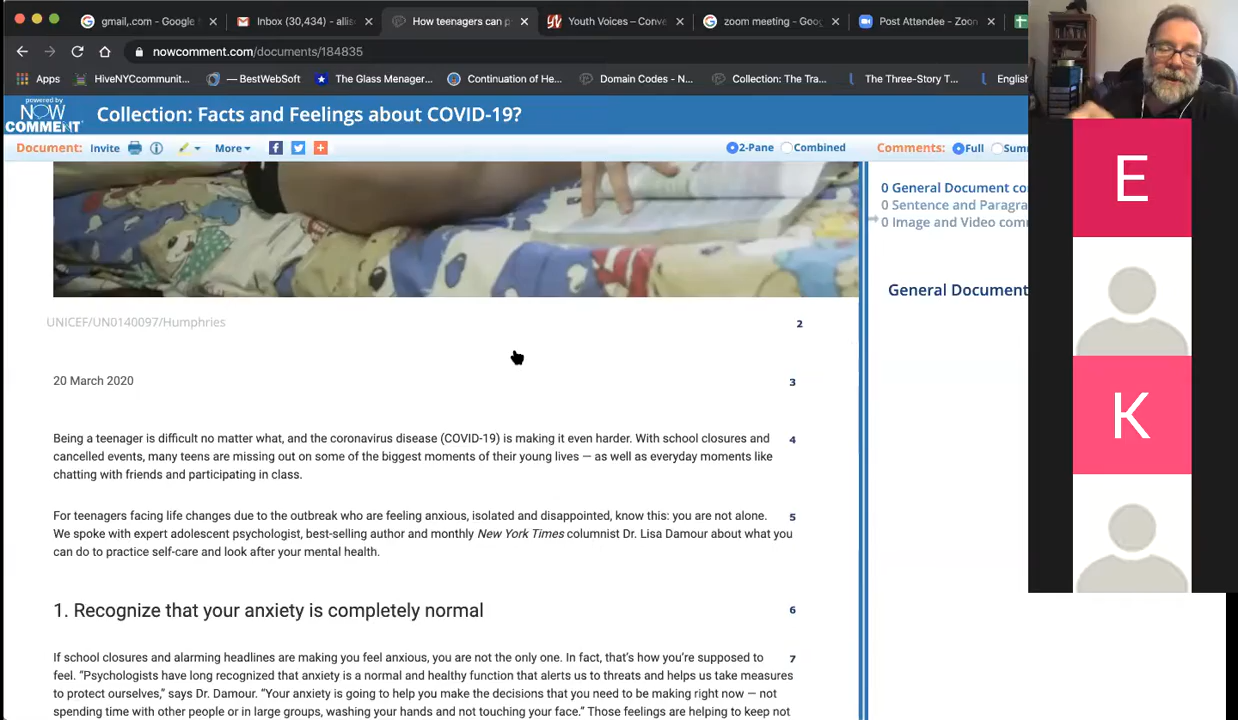 gmail,.com - Google
Inbox (30,434) - allis
How teenagers can p
Youth Voices – Conve
zoom meeting - Goo
Post Attendee - Zoom
nowcomment.com/documents/184835
Apps
HiveNYCcommunit...
— BestWebSoft
The Glass Menager...
Continuation of He...
Domain Codes - N...
Collection: The Tra...
The Three-Story T...
English
powered by
NOW
COMMENT
Collection: Facts and Feelings about COVID-19?
Document:
Invite
More
2-Pane
Combined
Comments:
Full
Summ
0 General Document co
0 Sentence and Paragra
0 Image and Video com
General Document
UNICEF/UN0140097/Humphries
2
20 March 2020
3
Being a teenager is difficult no matter what, and the coronavirus disease (COVID-19) is making it even harder. With school closures and
4
cancelled events, many teens are missing out on some of the biggest moments of their young lives — as well as everyday moments like
chatting with friends and participating in class.
For teenagers facing life changes due to the outbreak who are feeling anxious, isolated and disappointed, know this: you are not alone.
5
We spoke with expert adolescent psychologist, best-selling author and monthly New York Times columnist Dr. Lisa Damour about what you
can do to practice self-care and look after your mental health.
1. Recognize that your anxiety is completely normal
6
If school closures and alarming headlines are making you feel anxious, you are not the only one. In fact, that's how you're supposed to
7
feel. "Psychologists have long recognized that anxiety is a normal and healthy function that alerts us to threats and helps us take measures
to protect ourselves," says Dr. Damour. "Your anxiety is going to help you make the decisions that you need to be making right now — not
spending time with other people or in large groups, washing your hands and not touching your face." Those feelings are helping to keep not
E
K